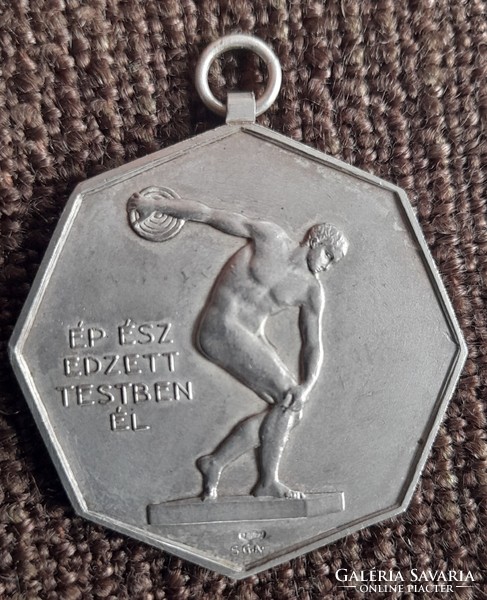 ÉP ÉSZ
EDZETT
TESTBEN
ÉL
GALÉRIA SAVARIA
ONLINE PIACTÉR